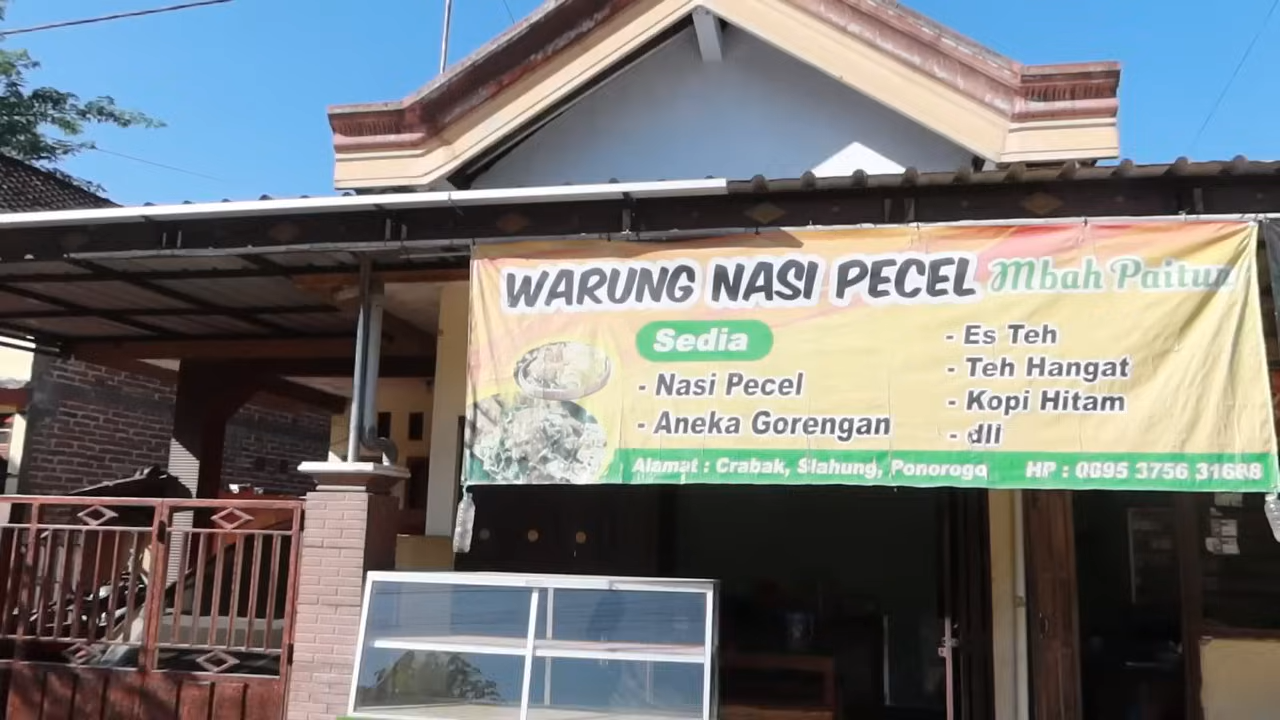 WARUNG NASI PECEL Mbah Paitun
Sedia
- Nasi Pecel
- Aneka Gorengan
- Es Teh
- Teh Hangat
- Kopi Hitam
- dll
Alamat : Crabak, Slahung, Ponorogo HP : 0895 3756 31688